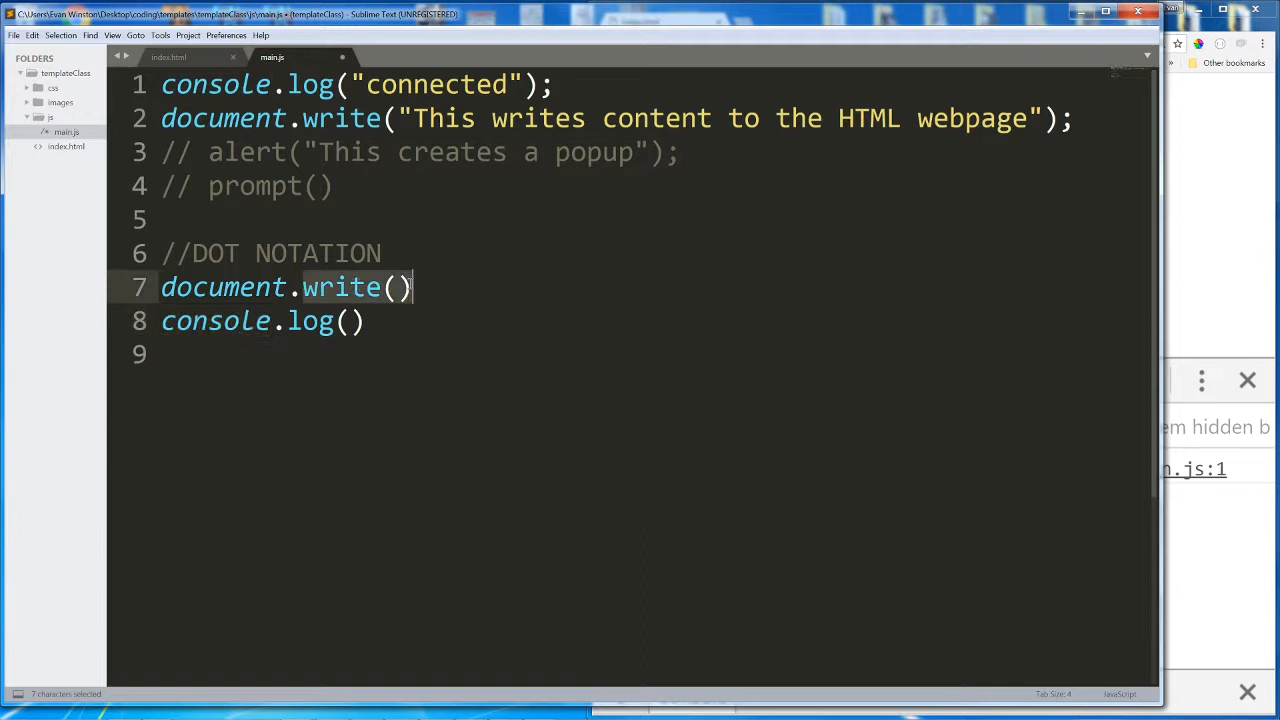 C:\Users\Evan Winston\Desktop\coding\templates\templateClass\js\main.js • (templateClass) - Sublime Text (UNREGISTERED)
File Edit Selection Find View Goto Tools Project Preferences Help
FOLDERS
templateClass
css
images
js
main.js
index.html
index.html × main.js
1 console.log("connected");
2 document.write("This writes content to the HTML webpage");
3 // alert("This creates a popup");
4 // prompt()
5
6 //DOT NOTATION
7 document.write()
8 console.log()
9
7 characters selected
Tab Size: 4 JavaScript
» Other bookmarks
em hidden b
n.js:1